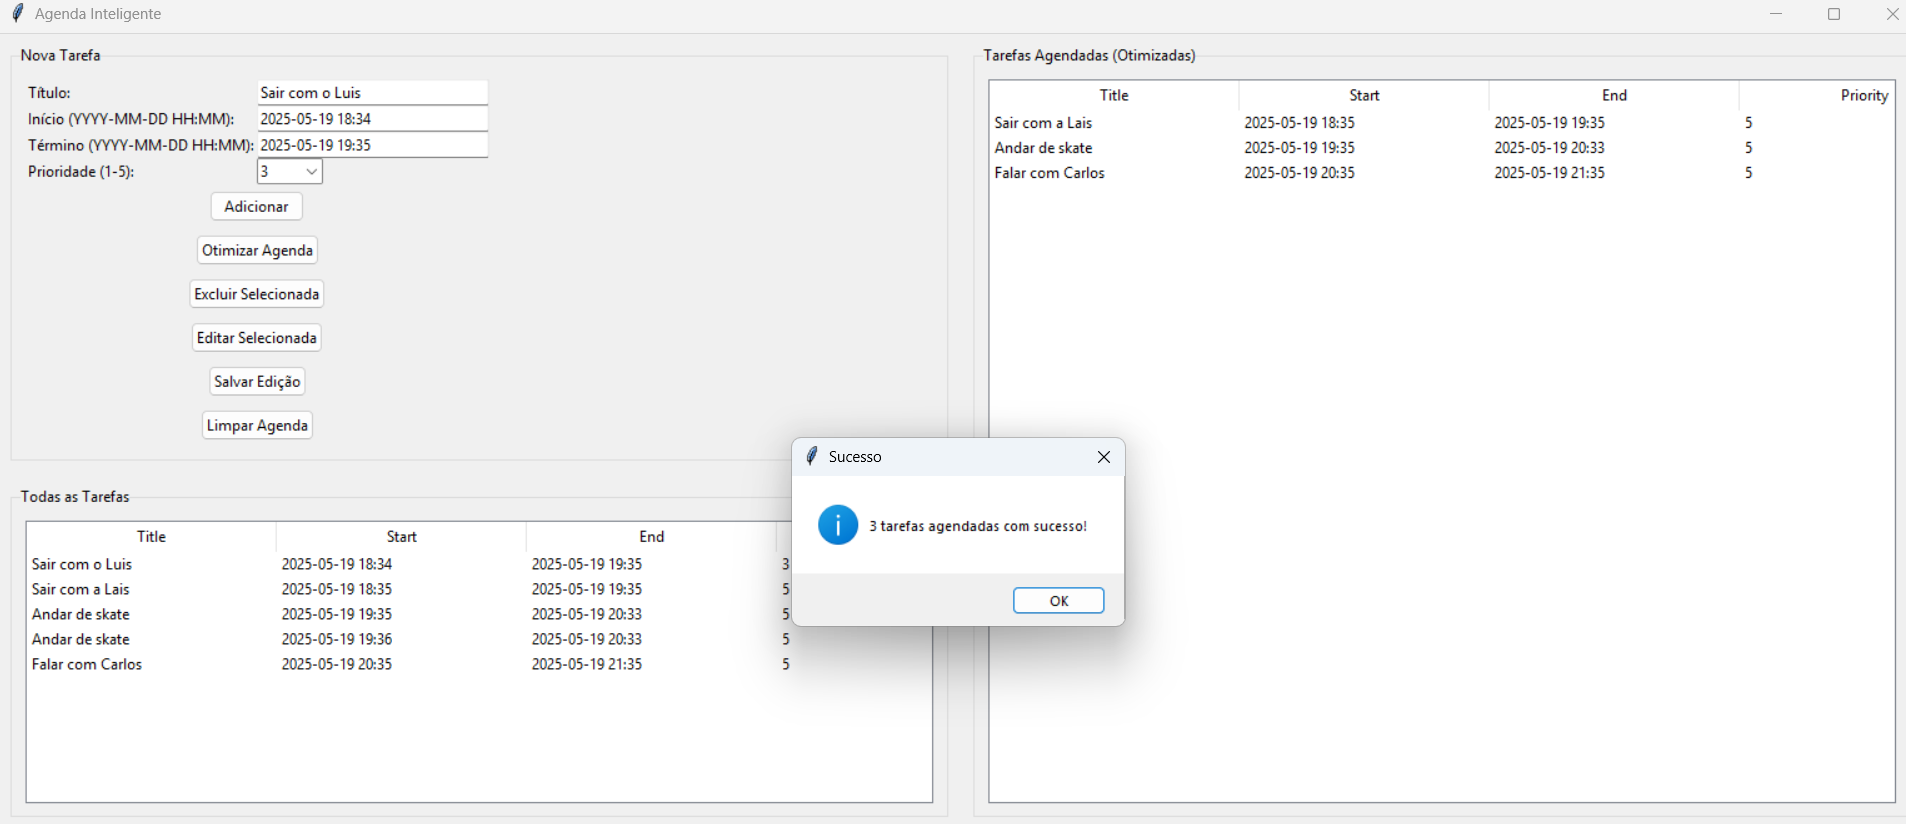 Agenda Inteligente
Nova Tarefa
Título: Sair com o Luis
Início (YYYY-MM-DD HH:MM): 2025-05-19 18:34
Término (YYYY-MM-DD HH:MM): 2025-05-19 19:35
Prioridade (1-5): 3
Adicionar
Otimizar Agenda
Excluir Selecionada
Editar Selecionada
Salvar Edição
Limpar Agenda
Todas as Tarefas
Title Start End
Sair com o Luis 2025-05-19 18:34 2025-05-19 19:35 3
Sair com a Lais 2025-05-19 18:35 2025-05-19 19:35 5
Andar de skate 2025-05-19 19:35 2025-05-19 20:33 5
Andar de skate 2025-05-19 19:36 2025-05-19 20:33 5
Falar com Carlos 2025-05-19 20:35 2025-05-19 21:35 5
Tarefas Agendadas (Otimizadas)
Title Start End Priority
Sair com a Lais 2025-05-19 18:35 2025-05-19 19:35 5
Andar de skate 2025-05-19 19:35 2025-05-19 20:33 5
Falar com Carlos 2025-05-19 20:35 2025-05-19 21:35 5
Sucesso
3 tarefas agendadas com sucesso!
OK